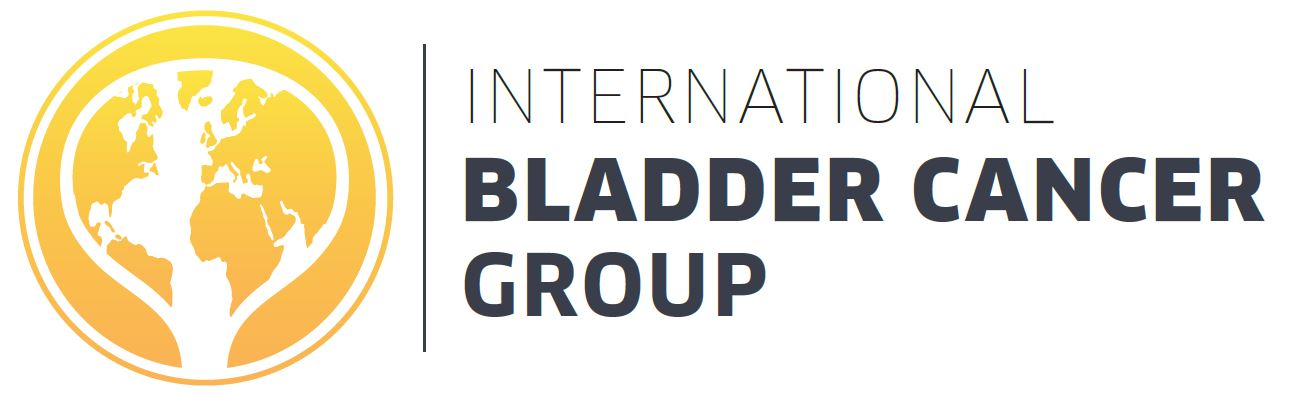 INTERNATIONAL
BLADDER CANCER
GROUP